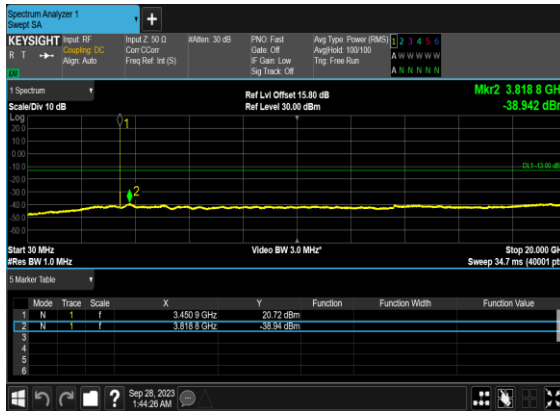 Spectrum Analyzer 1
Swept SA
+
KEYSIGHT Input: RF Input Z: 50 Ω #Atten: 30 dB PNO: Fast Avg Type: Power (RMS) 1 2 3 4 5 6
R T Coupling: DC Corr CCorr Gate: Off Avg|Hold: 100/100 A W W W W W
Align: Auto Freq Ref: Int (S) IF Gain: Low Trig: Free Run
Sig Track: Off A N N N N N
1 Spectrum Ref Lvl Offset 15.80 dB Mkr2 3.818 8 GH
Scale/Div 10 dB Ref Level 30.00 dBm -38.942 dBr
Log
20.0
10.0
0.00
-10.0
DL1 -13.00 dB
-20.0
-30.0
-40.0
-50.0
-60.0
1
2
Start 30 MHz Video BW 3.0 MHz* Stop 20.000 GH
#Res BW 1.0 MHz Sweep 34.7 ms (40001 pt
5 Marker Table
Mode Trace Scale X Y Function Function Width Function Value
1 N 1 f 3.450 9 GHz 20.72 dBm
2 N 1 f 3.818 8 GHz -38.94 dBm
3
4
5
6
? Sep 28, 2023
1:44:26 AM